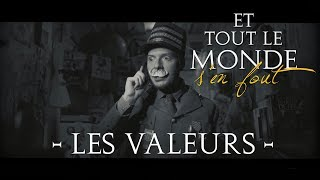 ET
TOUT LE
MONDE
s'en fout
- LES VALEURS -